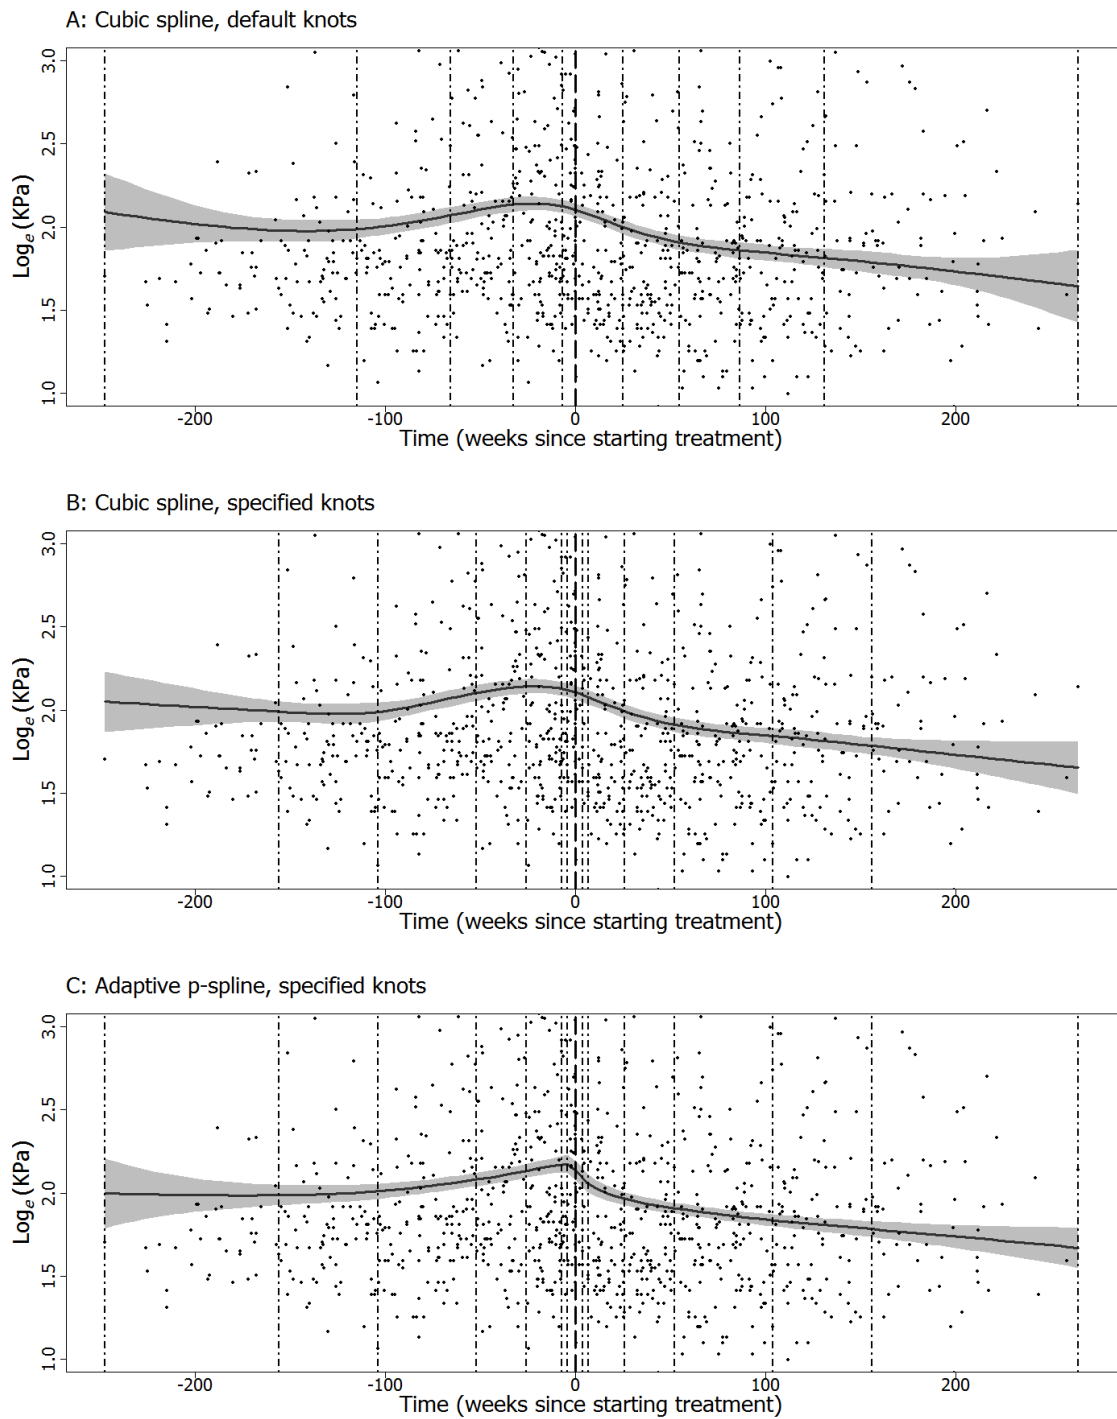 A: Cubic spline, default knots
3.0
2.5
2.0
1.5
1.0
Logₑ (KPa)
-200 -100 0 100 200
Time (weeks since starting treatment)
B: Cubic spline, specified knots
3.0
2.5
2.0
1.5
1.0
Logₑ (KPa)
-200 -100 0 100 200
Time (weeks since starting treatment)
C: Adaptive p-spline, specified knots
3.0
2.5
2.0
1.5
1.0
Logₑ (KPa)
-200 -100 0 100 200
Time (weeks since starting treatment)